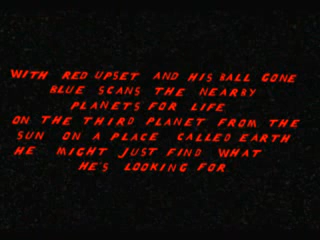 WITH RED UPSET AND HIS BALL GONE
BLUE SCANS THE NEARBY
PLANETS FOR LIFE
ON THE THIRD PLANET FROM THE
SUN ON A PLACE CALLED EARTH
HE MIGHT JUST FIND WHAT
HE'S LOOKING FOR